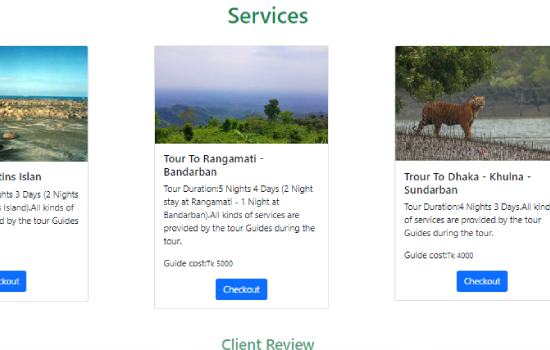 Services
tins Islan
hts 3 Days (2 Nights
Island).All kinds of
d by the tour Guides
ckout
Tour To Rangamati -
Bandarban
Tour Duration:5 Nights 4 Days (2 Night
stay at Rangamati - 1 Night at
Bandarban).All kinds of services are
provided by the tour Guides during the
tour.
Guide cost:Tk 5000
Checkout
Trour To Dhaka - Khulna -
Sundarban
Tour Duration:4 Nights 3 Days.All kind
of services are provided by the tour
Guides during the tour.
Guide cost:Tk 4000
Checkout
Client Review